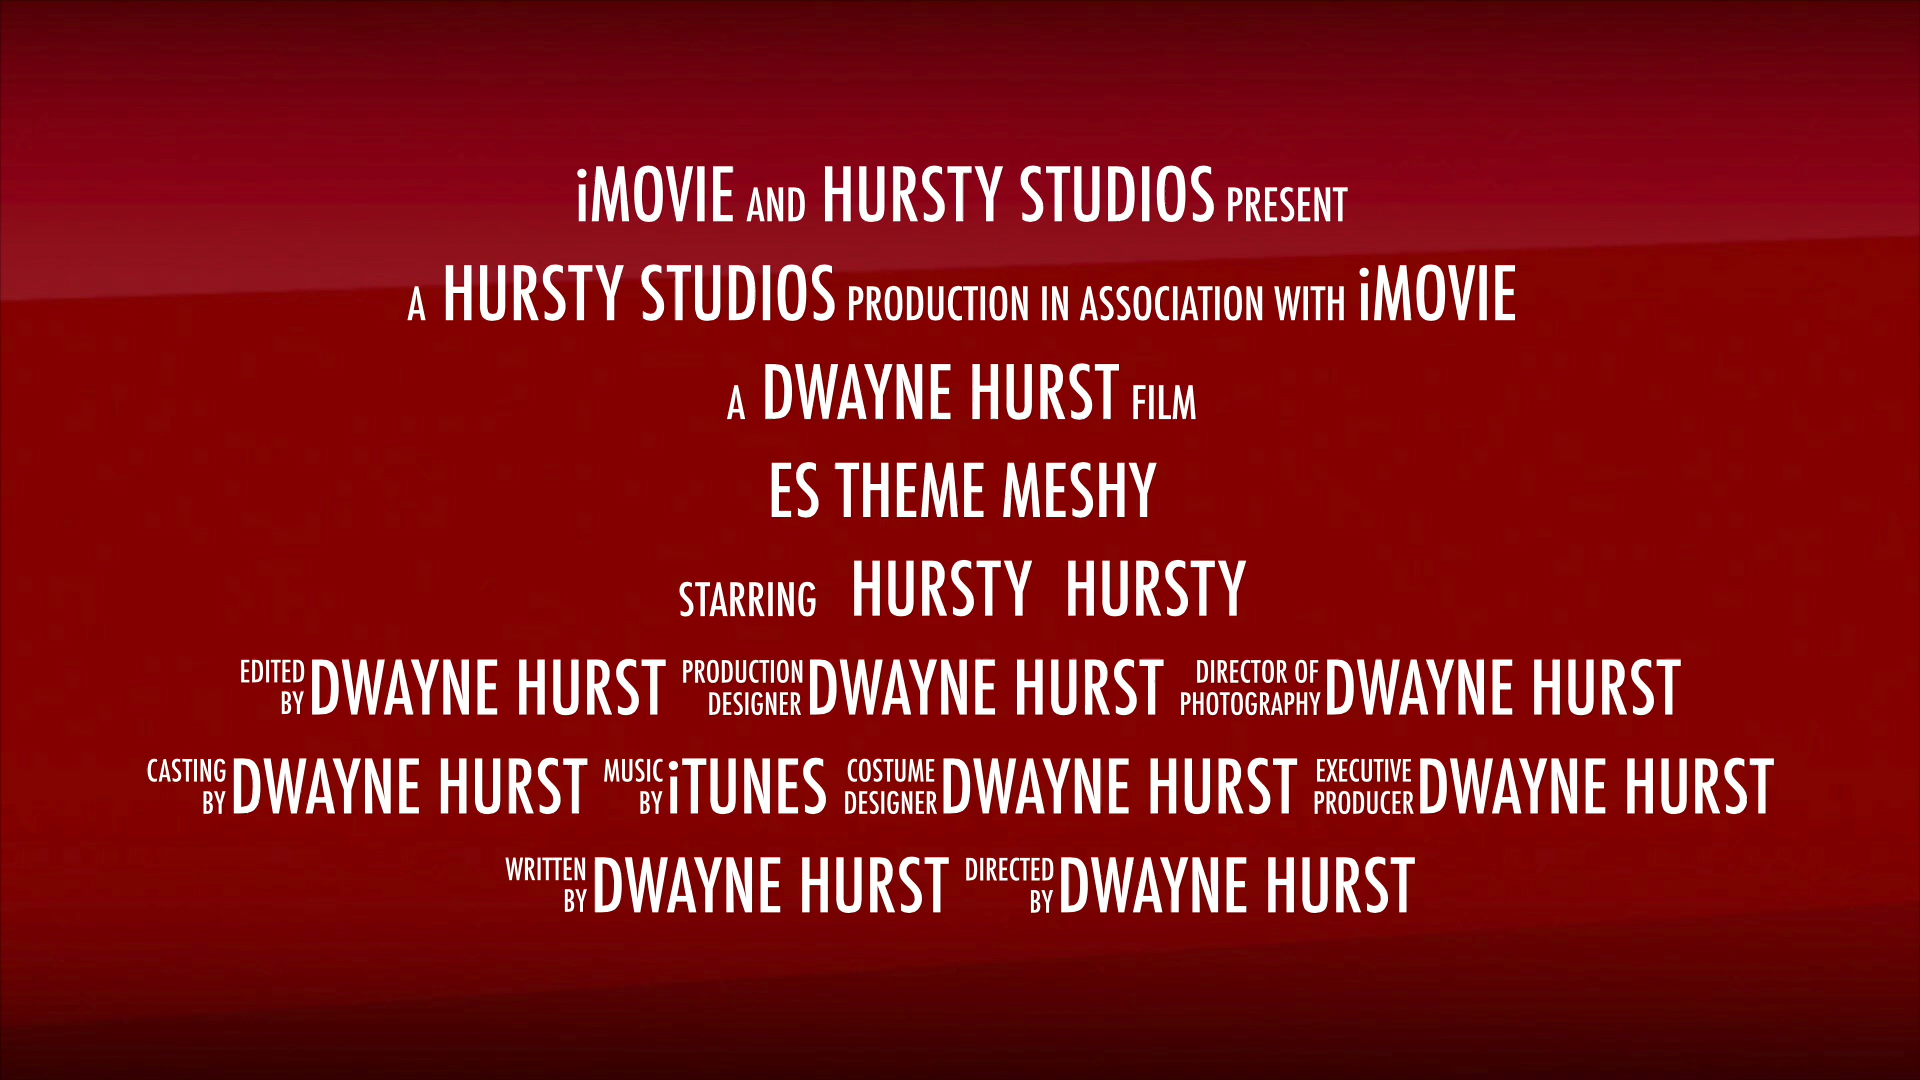 iMOVIE AND HURSTY STUDIOS PRESENT
A HURSTY STUDIOS PRODUCTION IN ASSOCIATION WITH iMOVIE
A DWAYNE HURST FILM
ES THEME MESHY
STARRING HURSTY HURSTY
EDITED BY DWAYNE HURST PRODUCTION DESIGNER DWAYNE HURST DIRECTOR OF PHOTOGRAPHY DWAYNE HURST
CASTING BY DWAYNE HURST MUSIC BY iTUNES COSTUME DESIGNER DWAYNE HURST EXECUTIVE PRODUCER DWAYNE HURST
WRITTEN BY DWAYNE HURST DIRECTED BY DWAYNE HURST